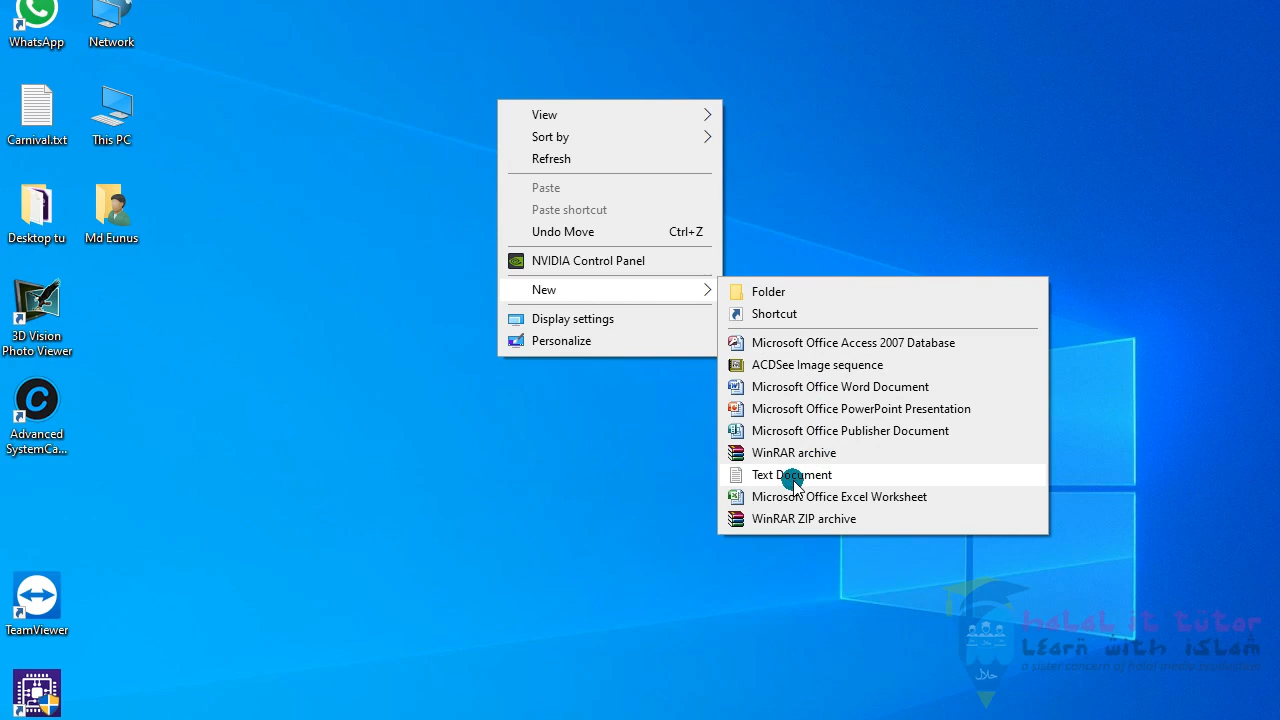 WhatsApp
Network
Carnival.txt
This PC
Desktop tu
Md Eunus
3D Vision
Photo Viewer
Advanced
SystemCa...
TeamViewer
View
Sort by
Refresh
Paste
Paste shortcut
Undo Move Ctrl+Z
NVIDIA Control Panel
New
Display settings
Personalize
Folder
Shortcut
Microsoft Office Access 2007 Database
ACDSee Image sequence
Microsoft Office Word Document
Microsoft Office PowerPoint Presentation
Microsoft Office Publisher Document
WinRAR archive
Text Document
Microsoft Office Excel Worksheet
WinRAR ZIP archive
حلال
halal it tutor
Learn with islam
a sister concern of halal